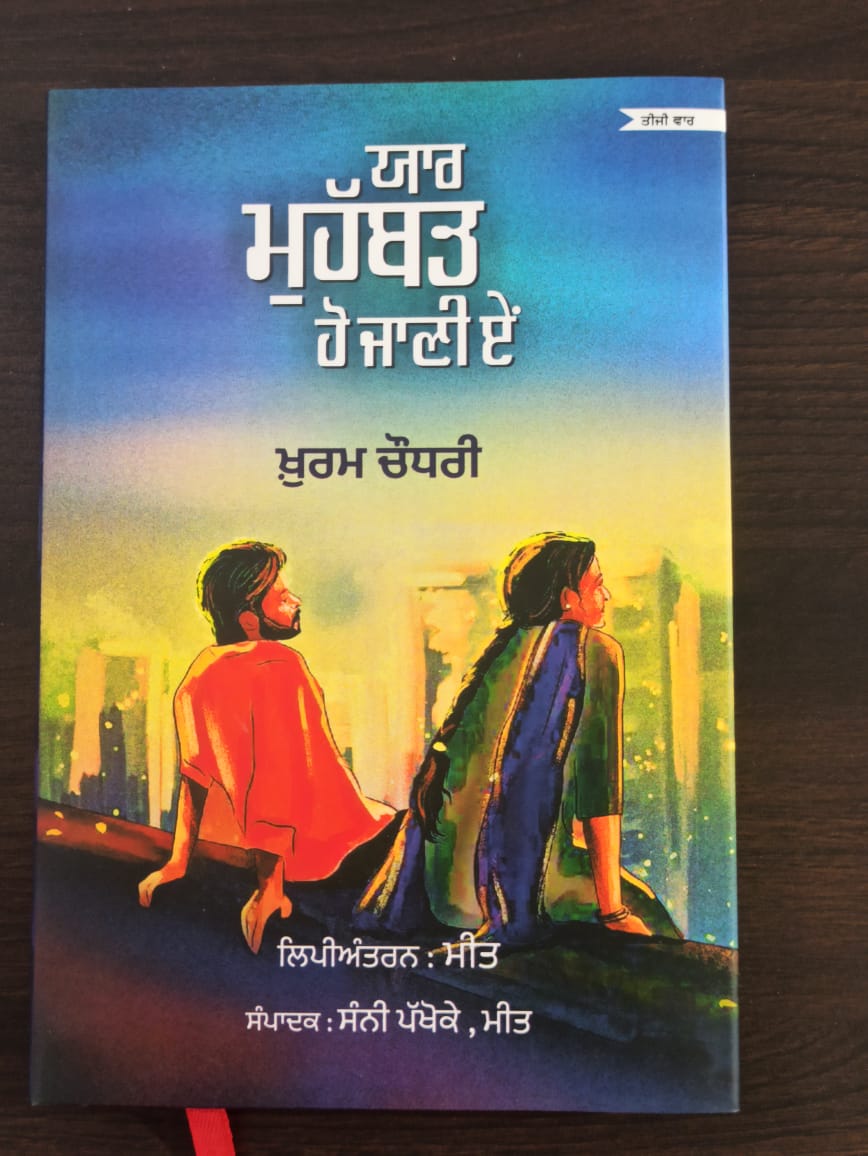 ਤੀਜੀ ਵਾਰ
ਯਾਰ
ਮੁਹੱਬਤ
ਹੋ ਜਾਣੀ ਏਂ
ਖ਼ੁਰਮ ਚੌਧਰੀ
ਲਿਪੀਅੰਤਰਨ : ਮੀਤ
ਸੰਪਾਦਕ : ਸੰਨੀ ਪੱਖੋਕੇ , ਮੀਤ